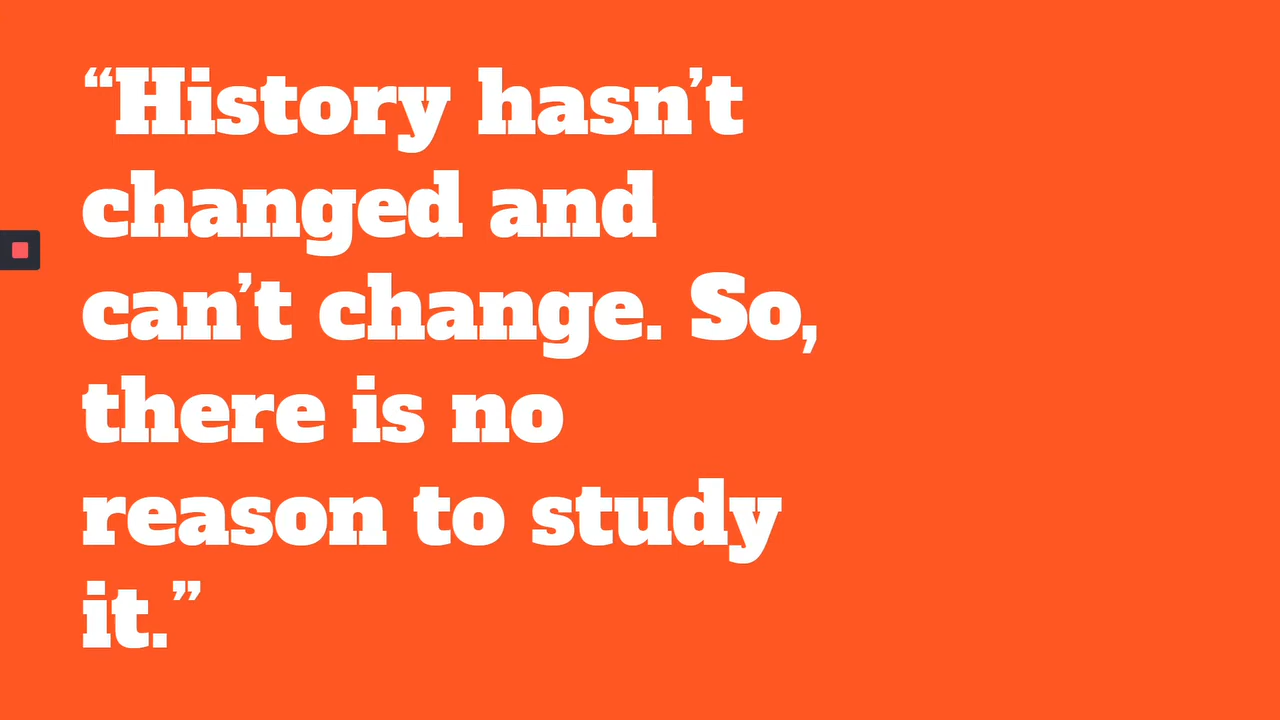 “History hasn’t
changed and
can’t change. So,
there is no
reason to study
it.”